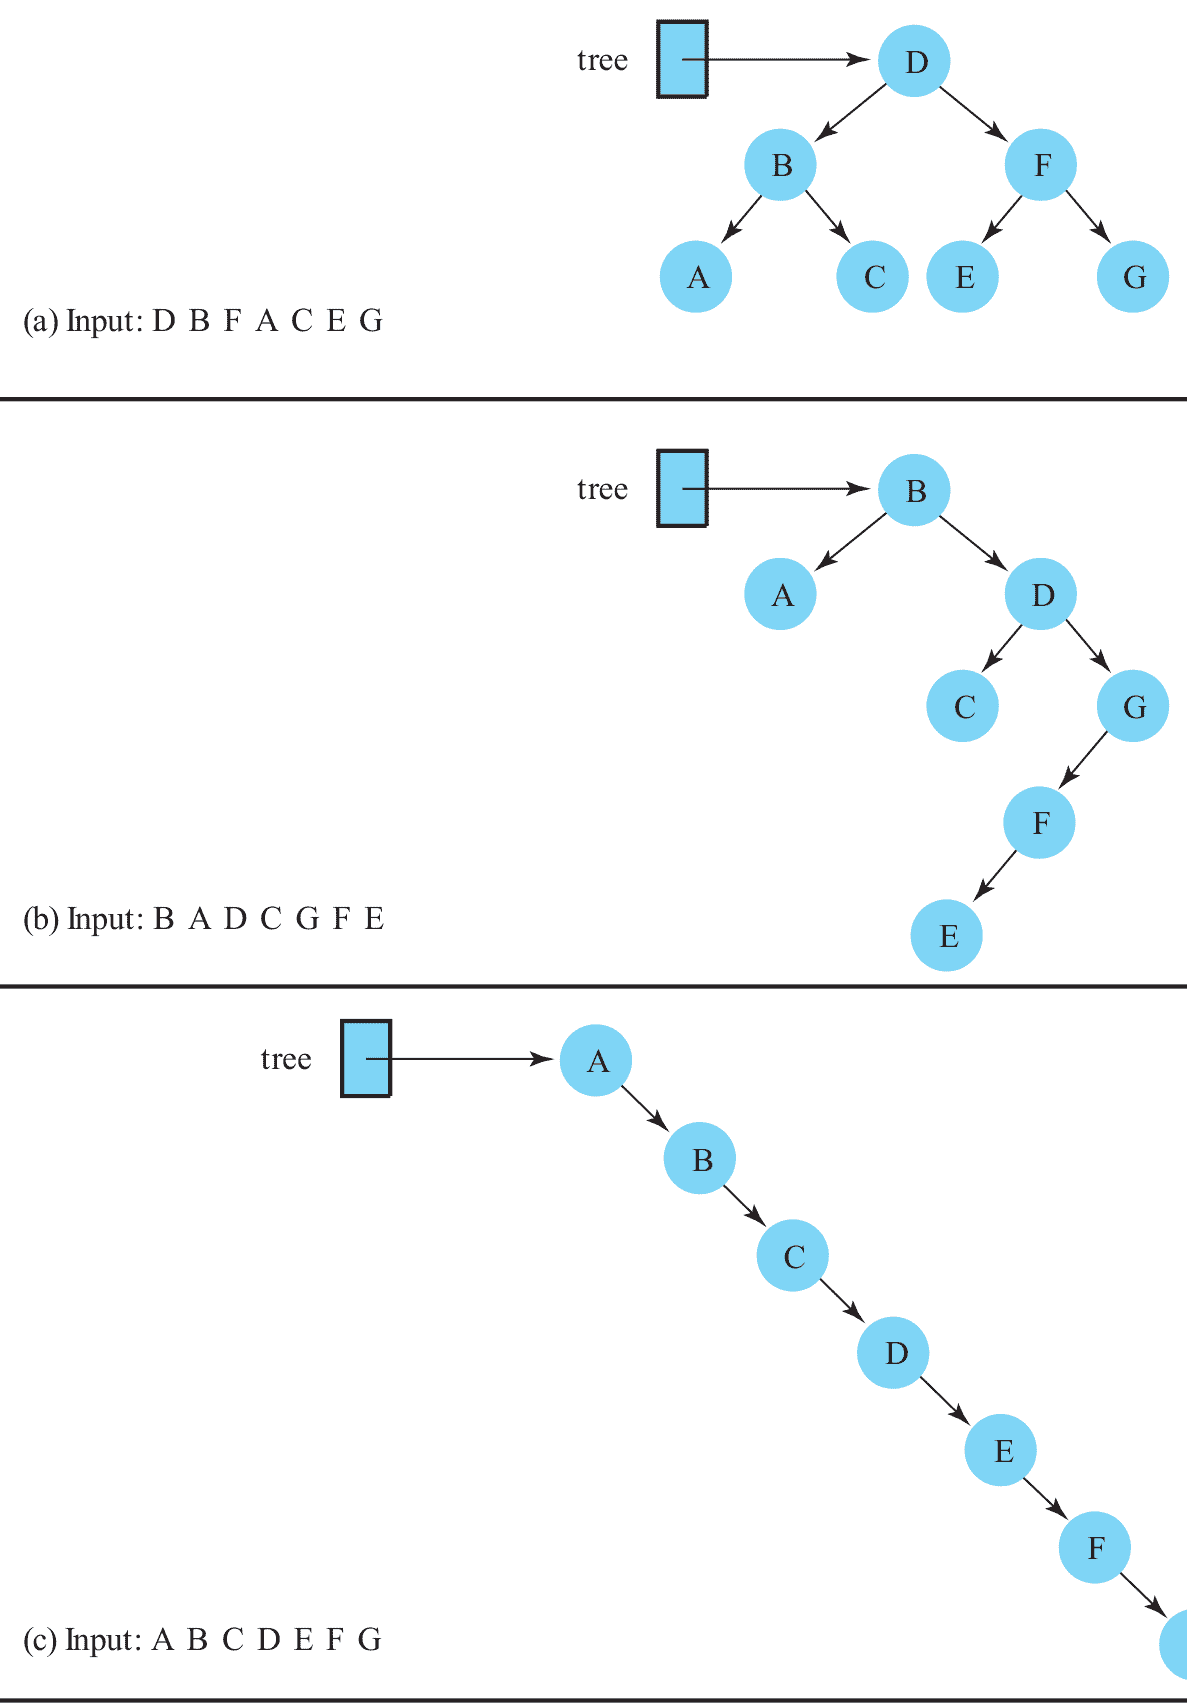 tree D
B F
A C E G
(a) Input: D B F A C E G
tree B
A D
C G
F
(b) Input: B A D C G F E
E
tree A
B
C
D
E
F
(c) Input: A B C D E F G